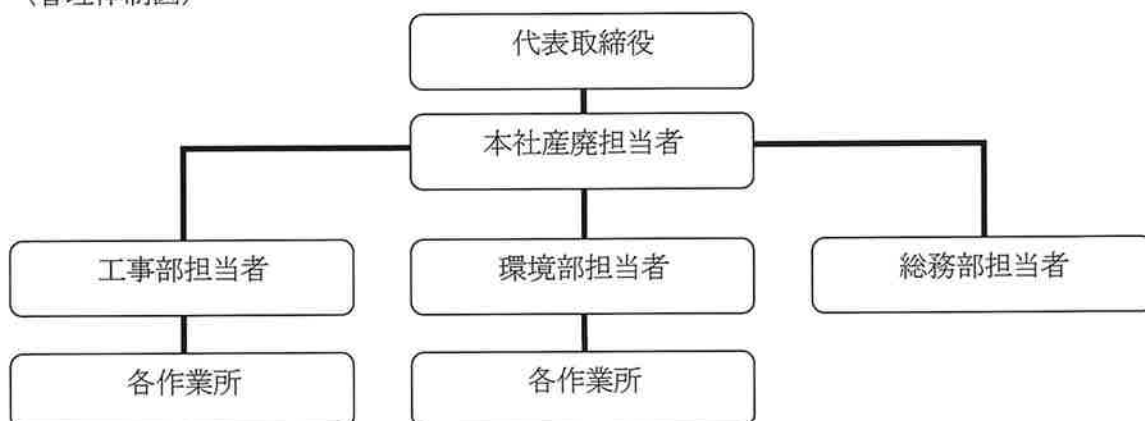 代表取締役
本社産廃担当者
工事部担当者
環境部担当者
総務部担当者
各作業所
各作業所